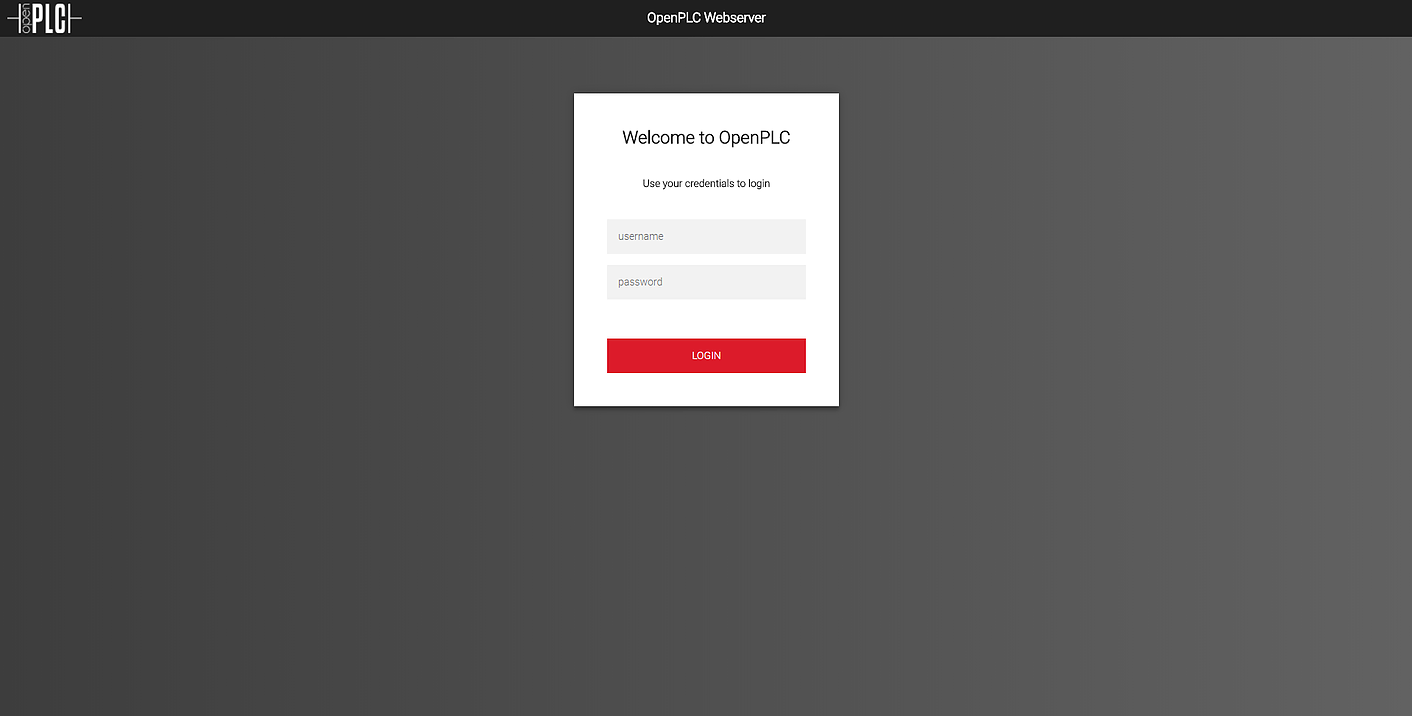 open PLC
OpenPLC Webserver
Welcome to OpenPLC
Use your credentials to login
username
password
LOGIN